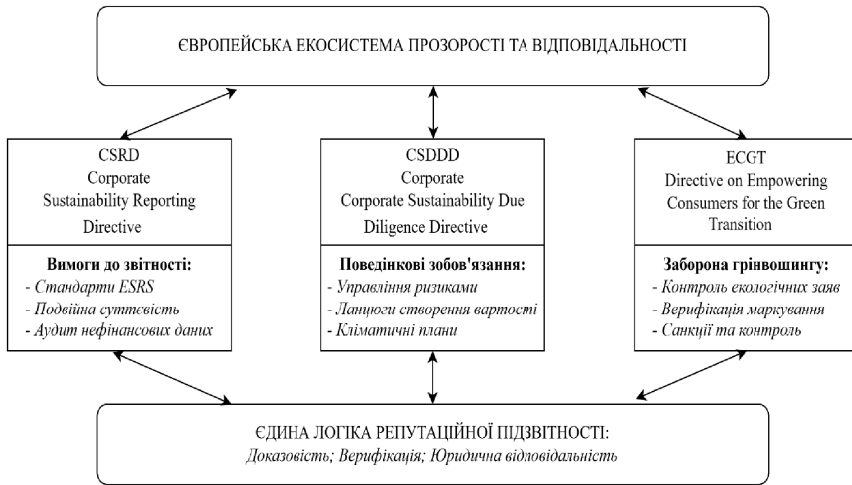 ЄВРОПЕЙСЬКА ЕКОСИСТЕМА ПРОЗОРОСТІ ТА ВІДПОВІДАЛЬНОСТІ
CSRD
Corporate
Sustainability Reporting
Directive
Вимоги до звітності:
- Стандарти ESRS
- Подвійна суттєвість
- Аудит нефінансових даних
CSDDD
Corporate
Corporate Sustainability Due
Diligence Directive
Поведінкові зобов'язання:
- Управління ризиками
- Ланцюги створення вартості
- Кліматичні плани
ECGT
Directive on Empowering
Consumers for the Green
Transition
Заборона грінвошингу:
- Контроль екологічних заяв
- Верифікація маркування
- Санкції та контроль
ЄДИНА ЛОГІКА РЕПУТАЦІЙНОЇ ПІДЗВІТНОСТІ:
Доказовість; Верифікація; Юридична відповідальність